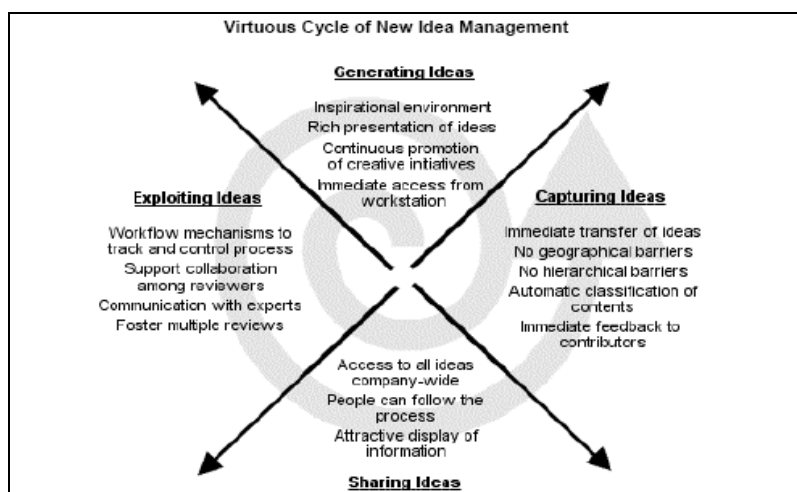 Virtuous Cycle of New Idea Management
Generating Ideas
Inspirational environment
Rich presentation of ideas
Continuous promotion
of creative initiatives
Immediate access from
workstation
Exploiting Ideas
Workflow mechanisms to
track and control process
Support collaboration
among reviewers
Communication with experts
Foster multiple reviews
Capturing Ideas
Immediate transfer of ideas
No geographical barriers
No hierarchical barriers
Automatic classification of
contents
Immediate feedback to
contributors
Access to all ideas
company-wide
People can follow the
process
Attractive display of
information
Sharing Ideas